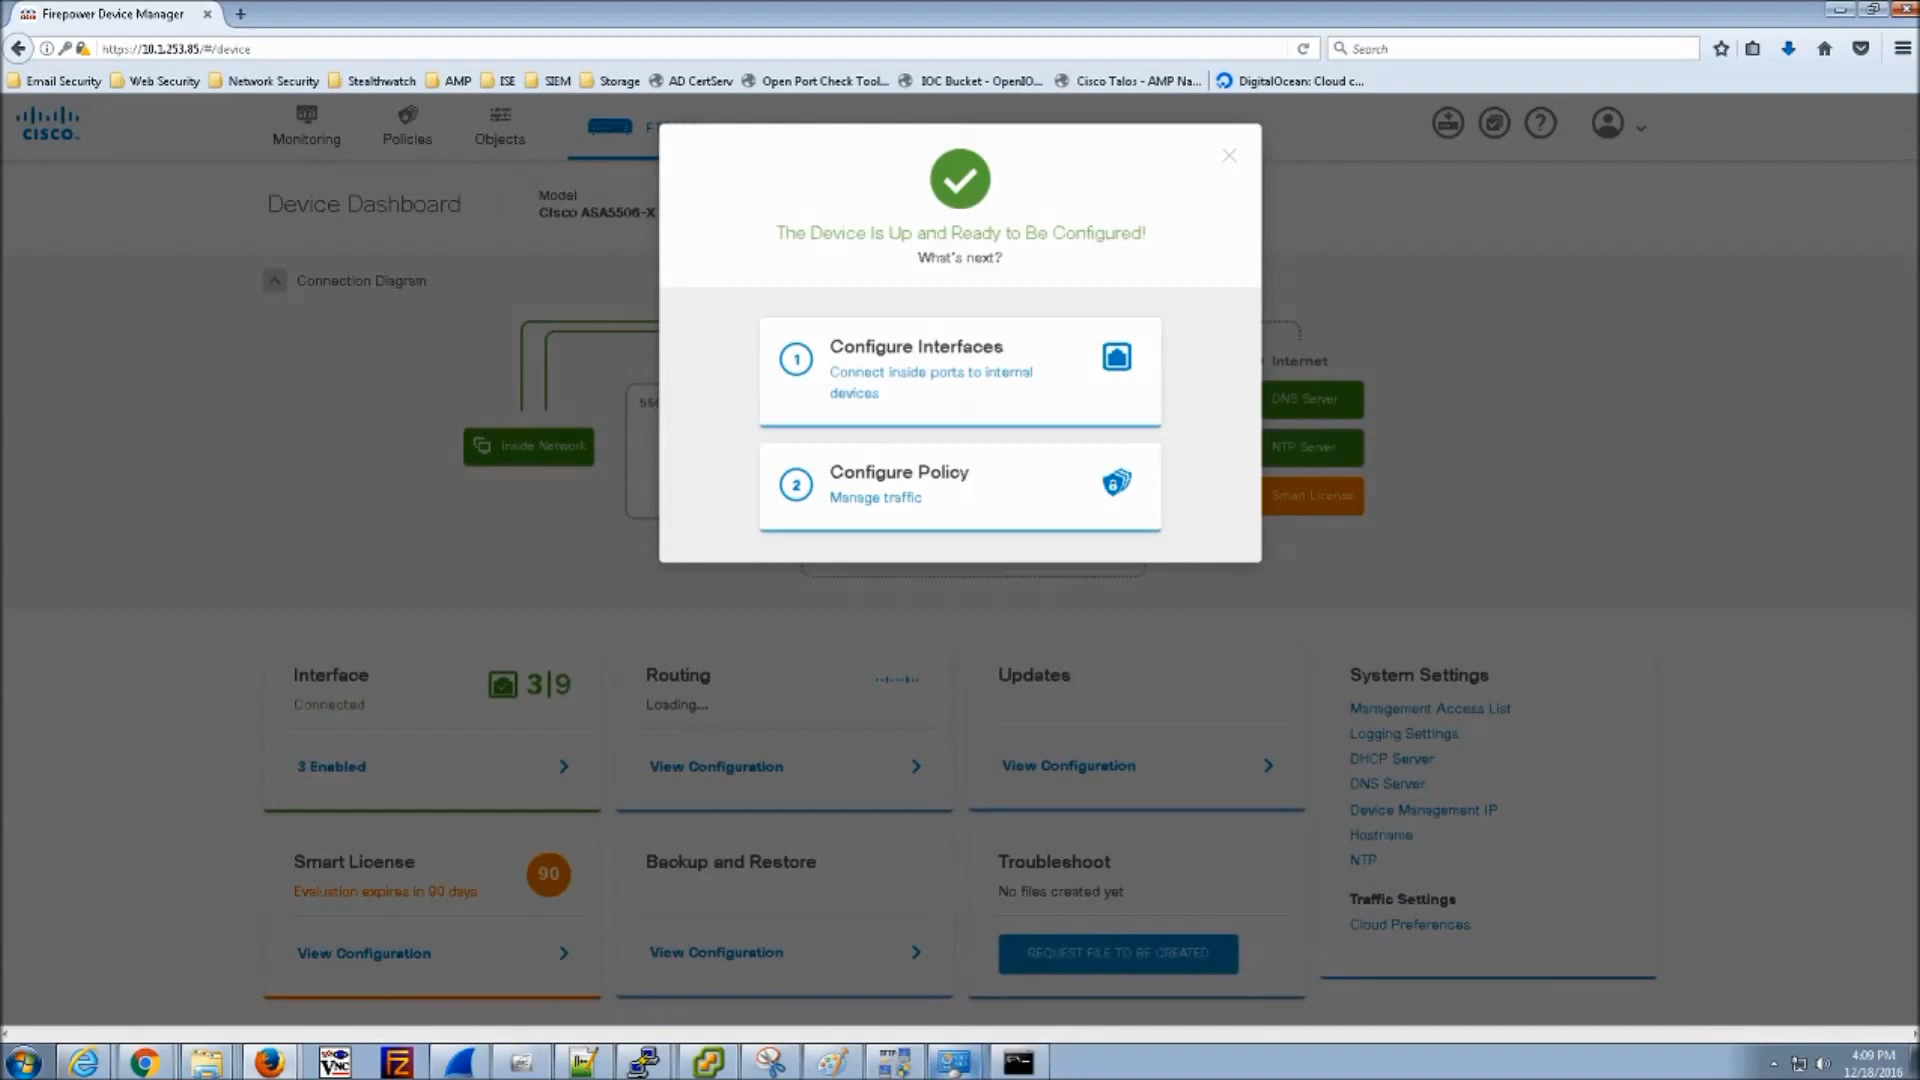 Firepower Device Manager
https://10.1.253.85/#/device
Search
Email Security Web Security Network Security Stealthwatch AMP ISE SIEM Storage AD CertServ Open Port Check Tool... IOC Bucket - OpenIO... Cisco Talos - AMP Na... DigitalOcean: Cloud c...
CISCO
Monitoring Policies Objects
Device Dashboard
Model
Cisco ASA5506-X
Connection Diagram
Inside Network
Internet
DNS Server
NTP Server
Smart License
The Device Is Up and Ready to Be Configured!
What's next?
1
Configure Interfaces
Connect inside ports to internal
devices
2
Configure Policy
Manage traffic
Interface
Connected
3|9
3 Enabled
Routing
Loading...
View Configuration
Updates
View Configuration
System Settings
Management Access List
Logging Settings
DHCP Server
DNS Server
Device Management IP
Hostname
NTP
Traffic Settings
Cloud Preferences
Smart License
Evaluation expires in 90 days
90
View Configuration
Backup and Restore
View Configuration
Troubleshoot
No files created yet
REQUEST FILE TO BE CREATED
4:09 PM
12/18/2016